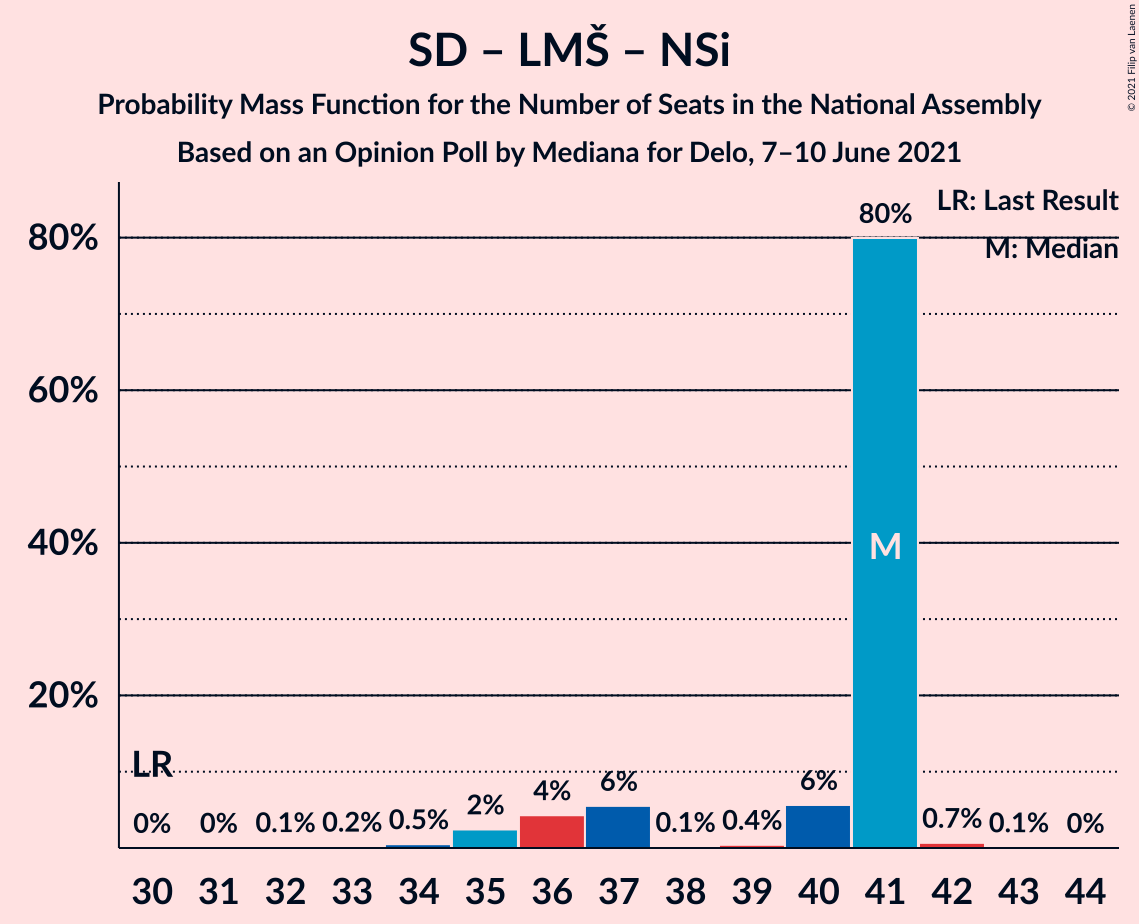 SD – LMŠ – NSi
Probability Mass Function for the Number of Seats in the National Assembly
Based on an Opinion Poll by Mediana for Delo, 7–10 June 2021
© 2021 Filip van Laenen
LR: Last Result
M: Median
80%
60%
40%
20%
LR
M
0% 0% 0.1% 0.2% 0.5% 2% 4% 6% 0.1% 0.4% 6% 80% 0.7% 0.1% 0%
30 31 32 33 34 35 36 37 38 39 40 41 42 43 44